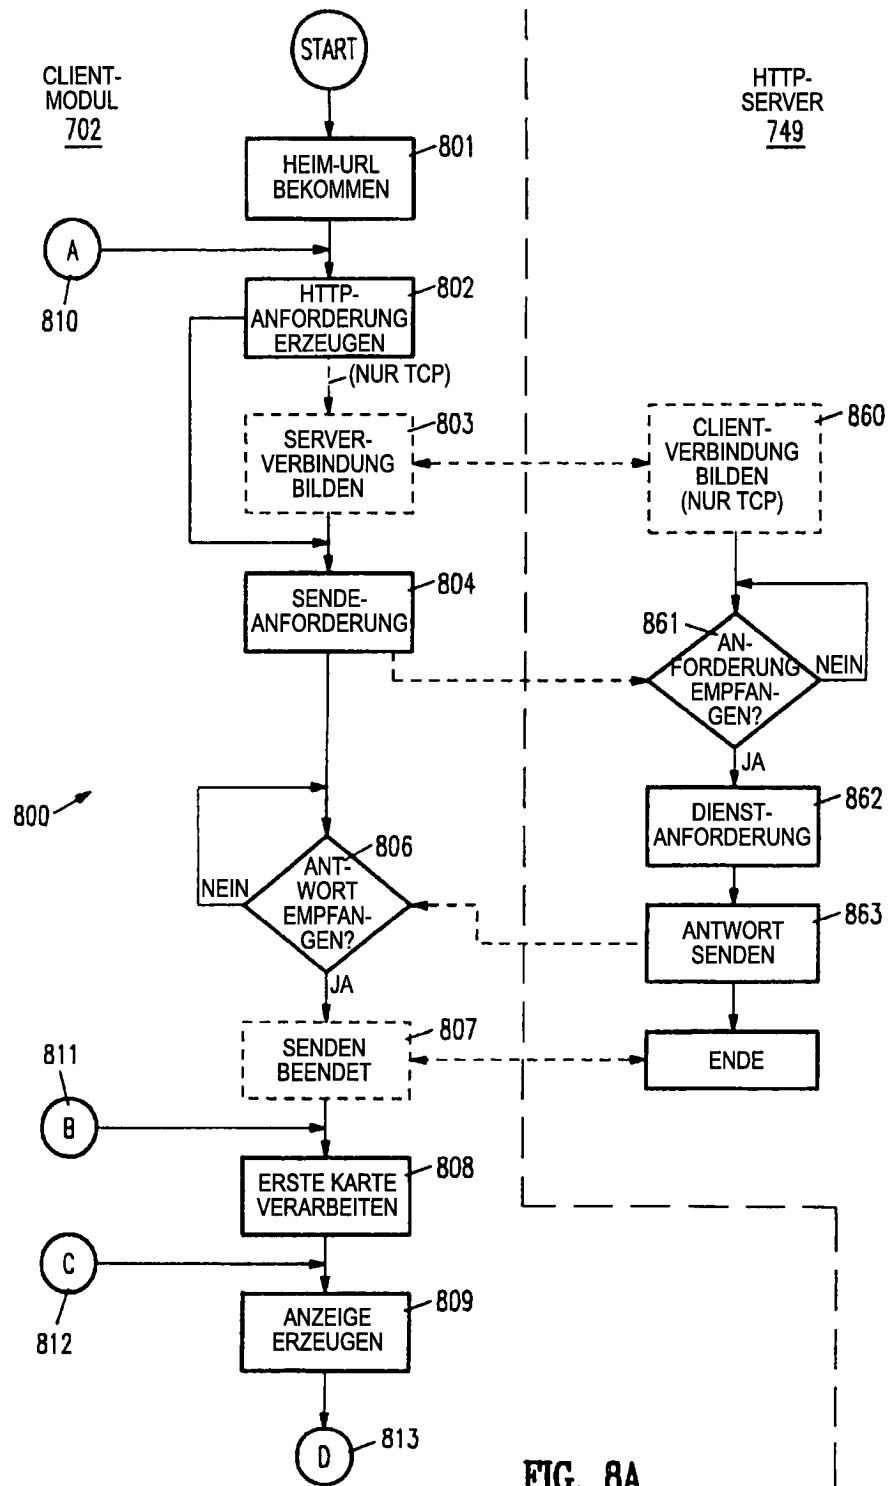 START
CLIENT-
MODUL
702
HTTP-
SERVER
749
801
HEIM-URL
BEKOMMEN
A
810
802
HTTP-
ANFORDERUNG
ERZEUGEN
(NUR TCP)
803
SERVER-
VERBINDUNG
BILDEN
860
CLIENT-
VERBINDUNG
BILDEN
(NUR TCP)
804
SENDE-
ANFORDERUNG
861
AN-
FORDERUNG
EMPFAN-
GEN?
NEIN
JA
800
862
DIENST-
ANFORDERUNG
806
ANT-
WORT
EMPFAN-
GEN?
NEIN
JA
863
ANTWORT
SENDEN
807
SENDEN
BEENDET
ENDE
811
B
808
ERSTE KARTE
VERARBEITEN
C
812
809
ANZEIGE
ERZEUGEN
D
813
FIG. 8A